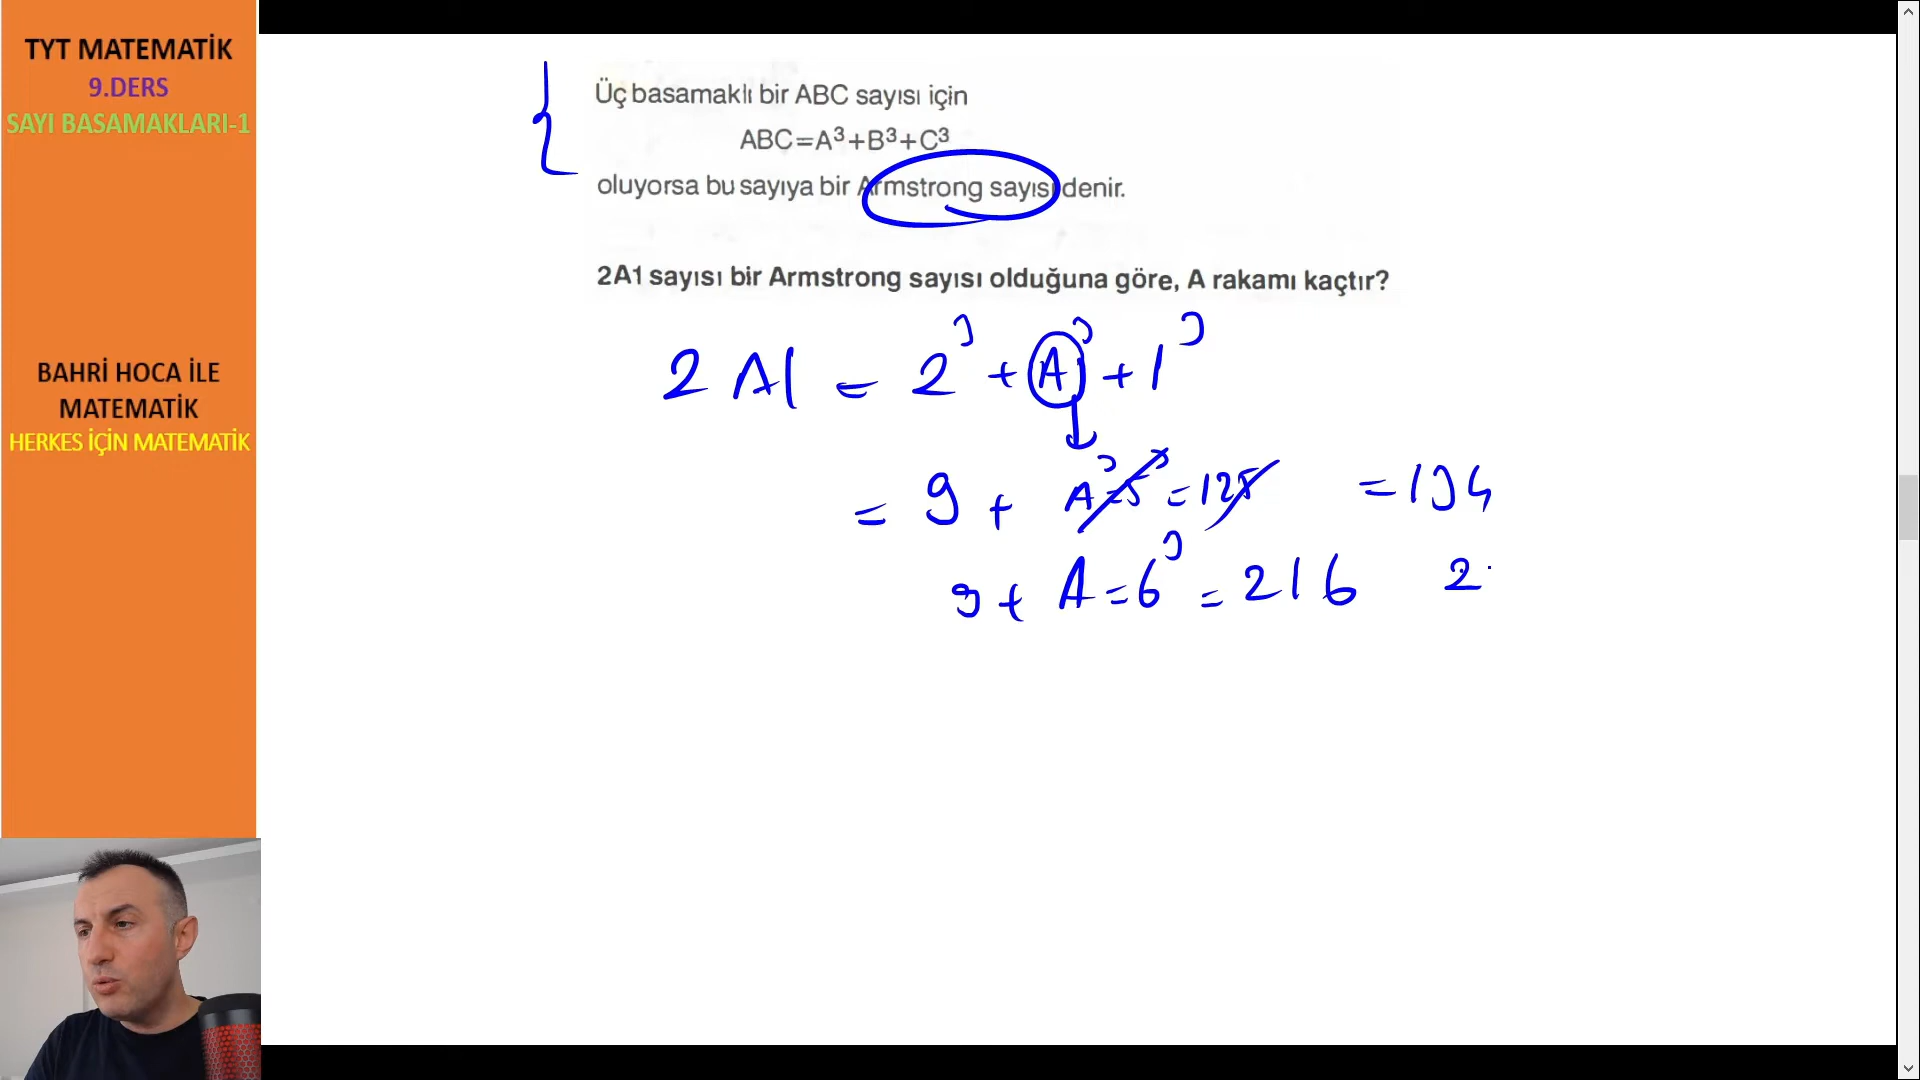 TYT MATEMATİK
9.DERS
SAYI BASAMAKLARI-1
BAHRİ HOCA İLE
MATEMATİK
HERKES İÇİN MATEMATİK
Üç basamaklı bir ABC sayısı için
ABC=A³+B³+C³
oluyorsa bu sayıya bir Armstrong sayısı denir.
2A1 sayısı bir Armstrong sayısı olduğuna göre, A rakamı kaçtır?
2A1 = 2³ + A³ + 1³
= 9 + A³=5³ = 125 = 134
9 + A=6³ = 216 2